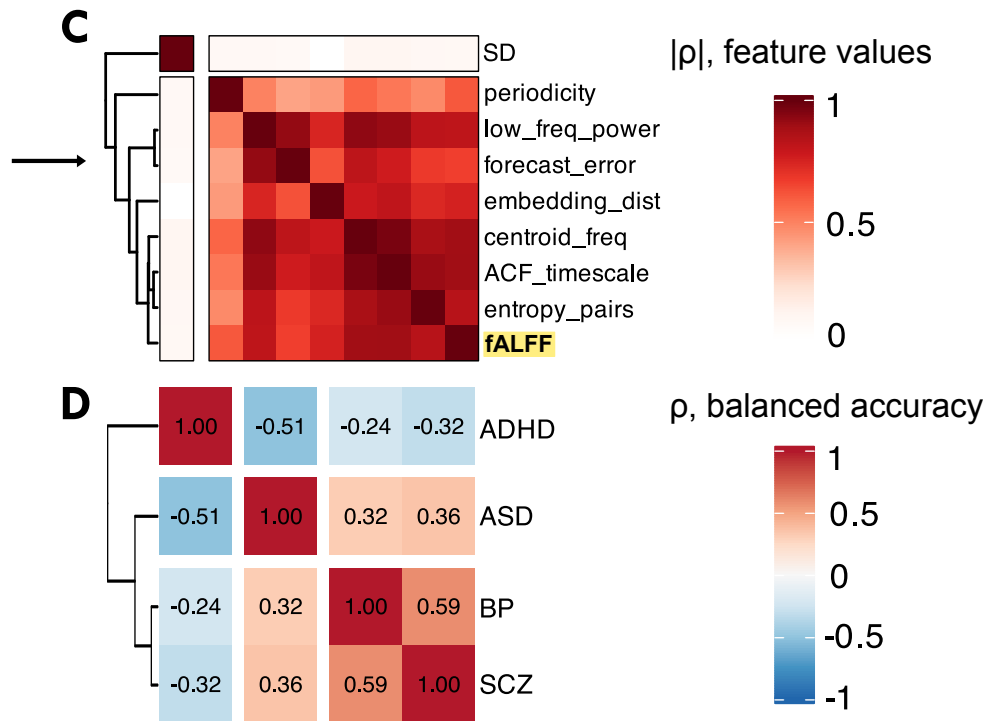 C
SD
|ρ|, feature values
periodicity
low_freq_power
forecast_error
embedding_dist
centroid_freq
ACF_timescale
entropy_pairs
fALFF
1
0.5
0
D
ρ, balanced accuracy
1.00 -0.51 -0.24 -0.32 ADHD
-0.51 1.00 0.32 0.36 ASD
-0.24 0.32 1.00 0.59 BP
-0.32 0.36 0.59 1.00 SCZ
1
0.5
0
-0.5
-1